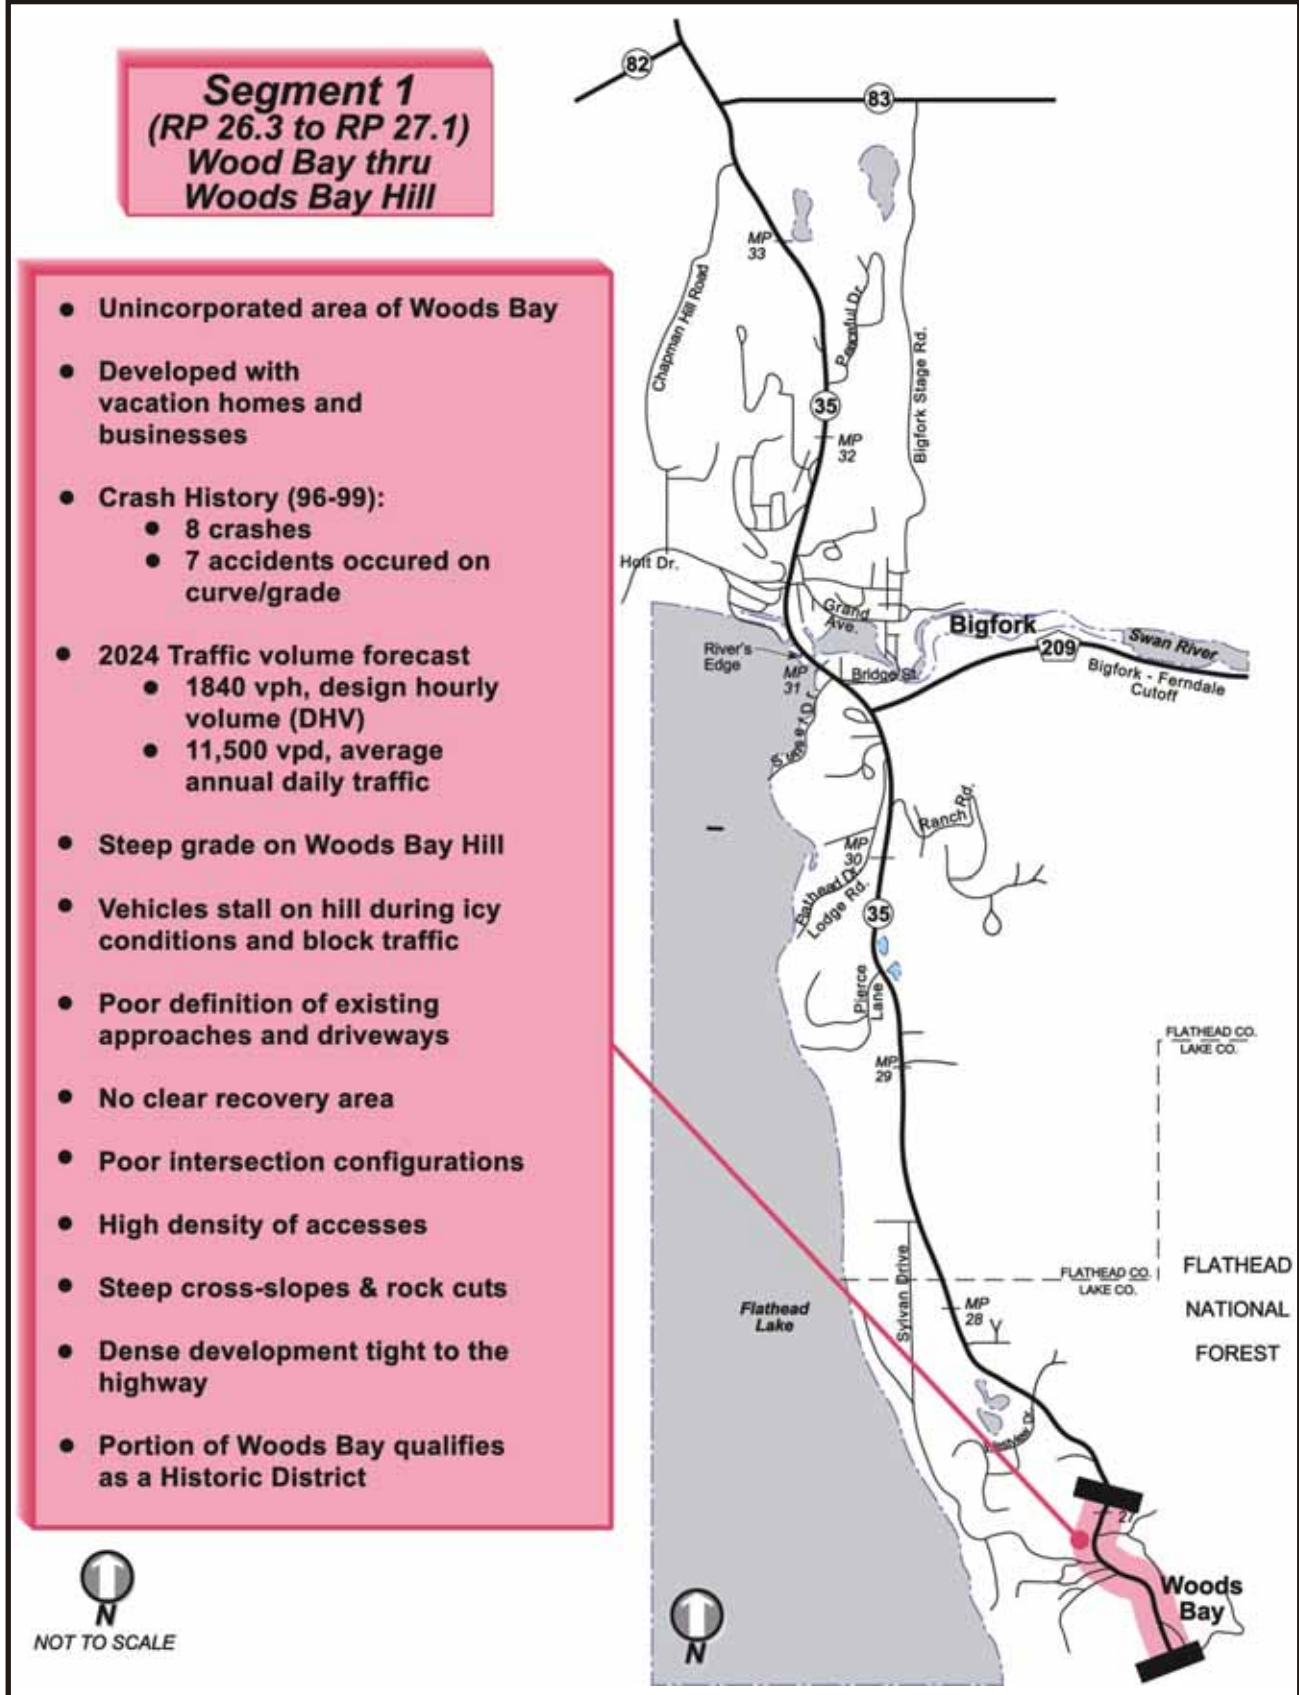 Segment 1
(RP 26.3 to RP 27.1)
Wood Bay thru
Woods Bay Hill
● Unincorporated area of Woods Bay
● Developed with
vacation homes and
businesses
● Crash History (96-99):
● 8 crashes
● 7 accidents occured on
curve/grade
● 2024 Traffic volume forecast
● 1840 vph, design hourly
volume (DHV)
● 11,500 vpd, average
annual daily traffic
● Steep grade on Woods Bay Hill
● Vehicles stall on hill during icy
conditions and block traffic
● Poor definition of existing
approaches and driveways
● No clear recovery area
● Poor intersection configurations
● High density of accesses
● Steep cross-slopes & rock cuts
● Dense development tight to the
highway
● Portion of Woods Bay qualifies
as a Historic District
N
NOT TO SCALE
82
83
MP
33
Chapman Hill Road
Peaceful Dr.
Bigfork Stage Rd.
35
MP
32
Holt Dr.
Grand
Ave.
Bigfork
Swan River
209
Bigfork - Ferndale
Cutoff
River's
Edge
MP
31
Bridge St.
Sunset Dr.
Ranch Rd.
MP
30
Flathead Dr.
Lodge Rd.
35
Pierce
Lane
MP
29
FLATHEAD CO.
LAKE CO.
Sylvan Drive
FLATHEAD CO.
LAKE CO.
FLATHEAD
NATIONAL
FOREST
Flathead
Lake
MP
28
27
Woods
Bay
N